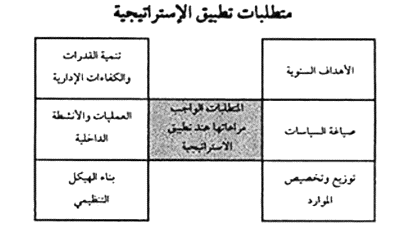 متطلبات تطبيق الإستراتيجية
الأهداف السنوية
صياغة السياسات
توزيع وتخصيص
الموارد
المتطلبات الواجب
مراعاتها عند تطبيق
الاستراتيجية
تنمية القدرات
والكفاءات الإدارية
العمليات والأنشطة
الداخلية
بناء الهيكل
التنظيمي